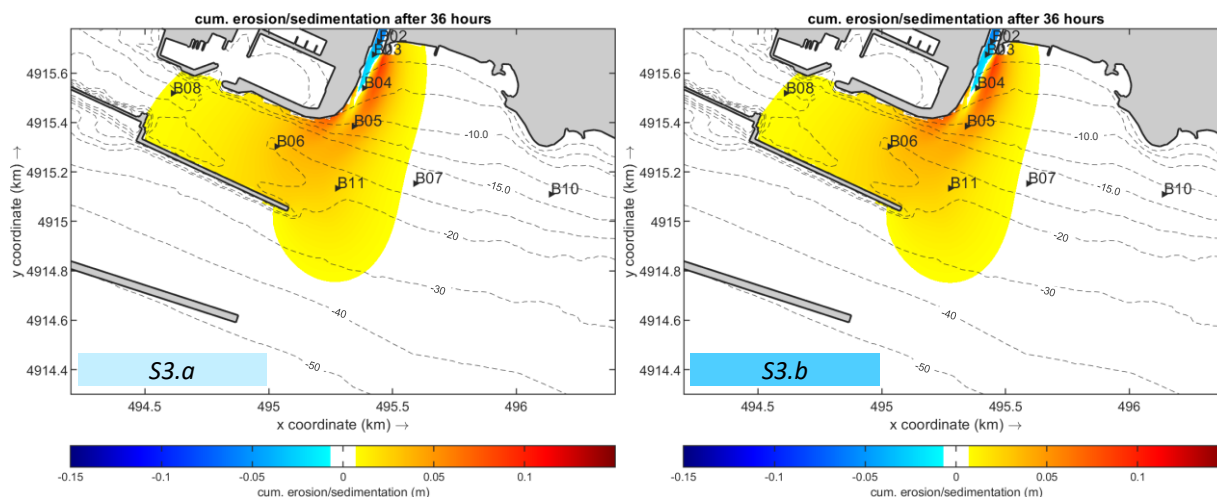 cum. erosion/sedimentation after 36 hours
B02
B03
B04
B05
B06
B07
B08
B10
B11
-10.0
-15.0
-20
-30
-40
-50
4915.6
4915.4
4915.2
4915
4914.8
4914.6
4914.4
y coordinate (km) →
494.5
495
495.5
496
x coordinate (km) →
S3.a
-0.15
-0.1
-0.05
0
0.05
0.1
cum. erosion/sedimentation (m)
cum. erosion/sedimentation after 36 hours
B02
B03
B04
B05
B06
B07
B08
B10
B11
-10.0
-15.0
-20
-30
-40
-50
4915.6
4915.4
4915.2
4915
4914.8
4914.6
4914.4
y coordinate (km) →
494.5
495
495.5
496
x coordinate (km) →
S3.b
-0.15
-0.1
-0.05
0
0.05
0.1
cum. erosion/sedimentation (m)